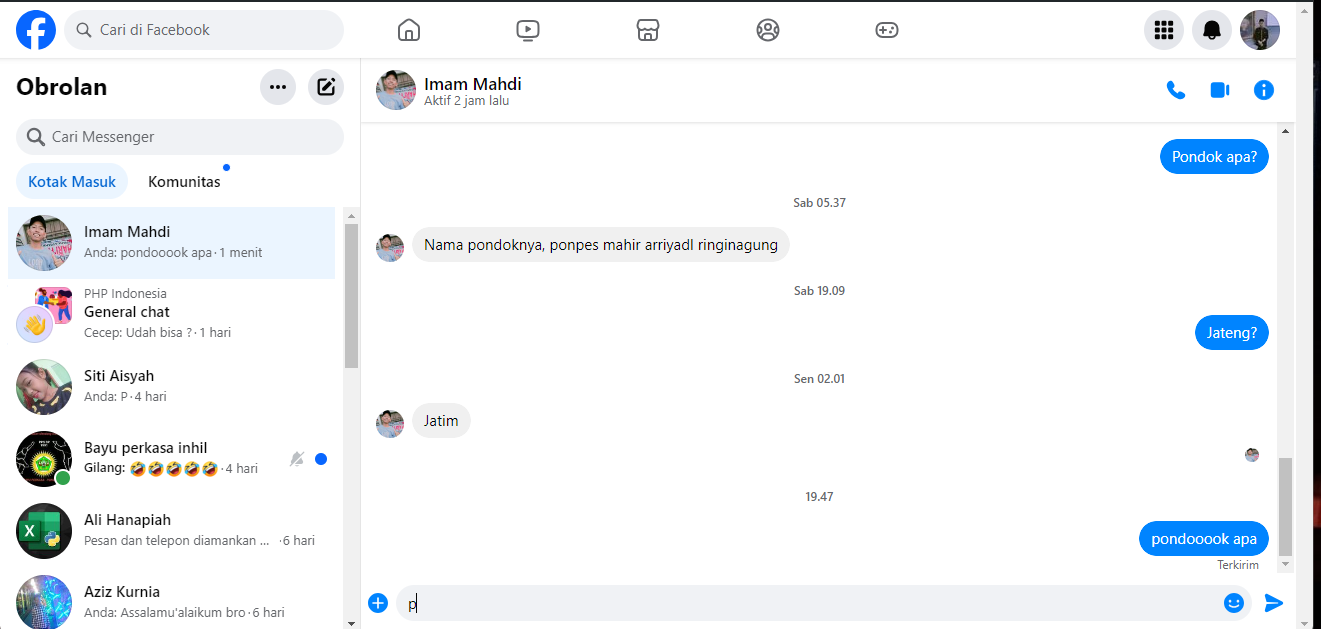 Cari di Facebook
Obrolan
Cari Messenger
Kotak Masuk
Komunitas
Imam Mahdi
Anda: pondooook apa · 1 menit
PHP Indonesia
General chat
Cecep: Udah bisa ? · 1 hari
Siti Aisyah
Anda: P · 4 hari
Bayu perkasa inhil
Gilang: 🤣🤣🤣🤣🤣 · 4 hari
Ali Hanapiah
Pesan dan telepon diamankan ... · 6 hari
Aziz Kurnia
Anda: Assalamu'alaikum bro · 6 hari
Imam Mahdi
Aktif 2 jam lalu
Pondok apa?
Sab 05.37
Nama pondoknya, ponpes mahir arriyadl ringinagung
Sab 19.09
Jateng?
Sen 02.01
Jatim
19.47
pondooook apa
Terkirim
p